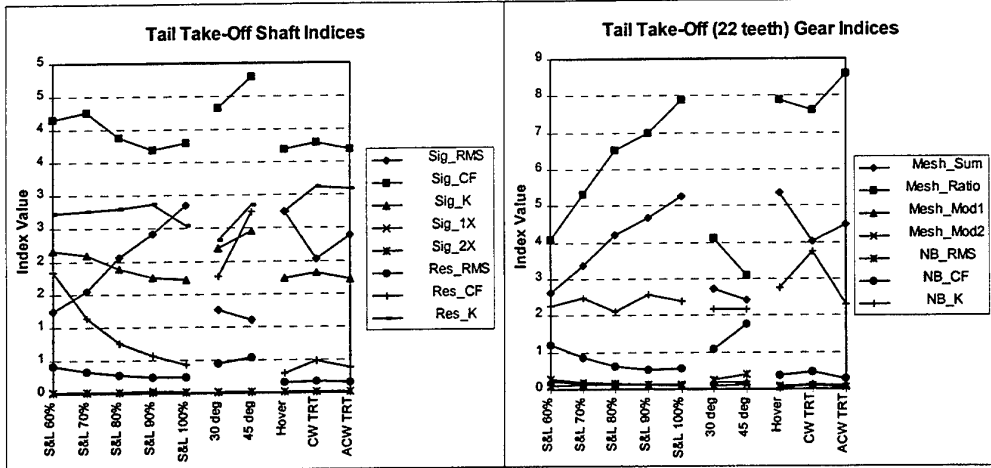 Tail Take-Off Shaft Indices
5
5
4
4
3
3
2
2
1
1
0
Index Value
S&L 60%
S&L 70%
S&L 80%
S&L 90%
S&L 100%
30 deg
45 deg
Hover
CW TRT
ACW TRT
Sig_RMS
Sig_CF
Sig_K
Sig_1X
Sig_2X
Res_RMS
Res_CF
Res_K
Tail Take-Off (22 teeth) Gear Indices
9
8
7
6
5
4
3
2
1
0
Index Value
S&L 60%
S&L 70%
S&L 80%
S&L 90%
S&L 100%
30 deg
45 deg
Hover
CW TRT
ACW TRT
Mesh_Sum
Mesh_Ratio
Mesh_Mod1
Mesh_Mod2
NB_RMS
NB_CF
NB_K